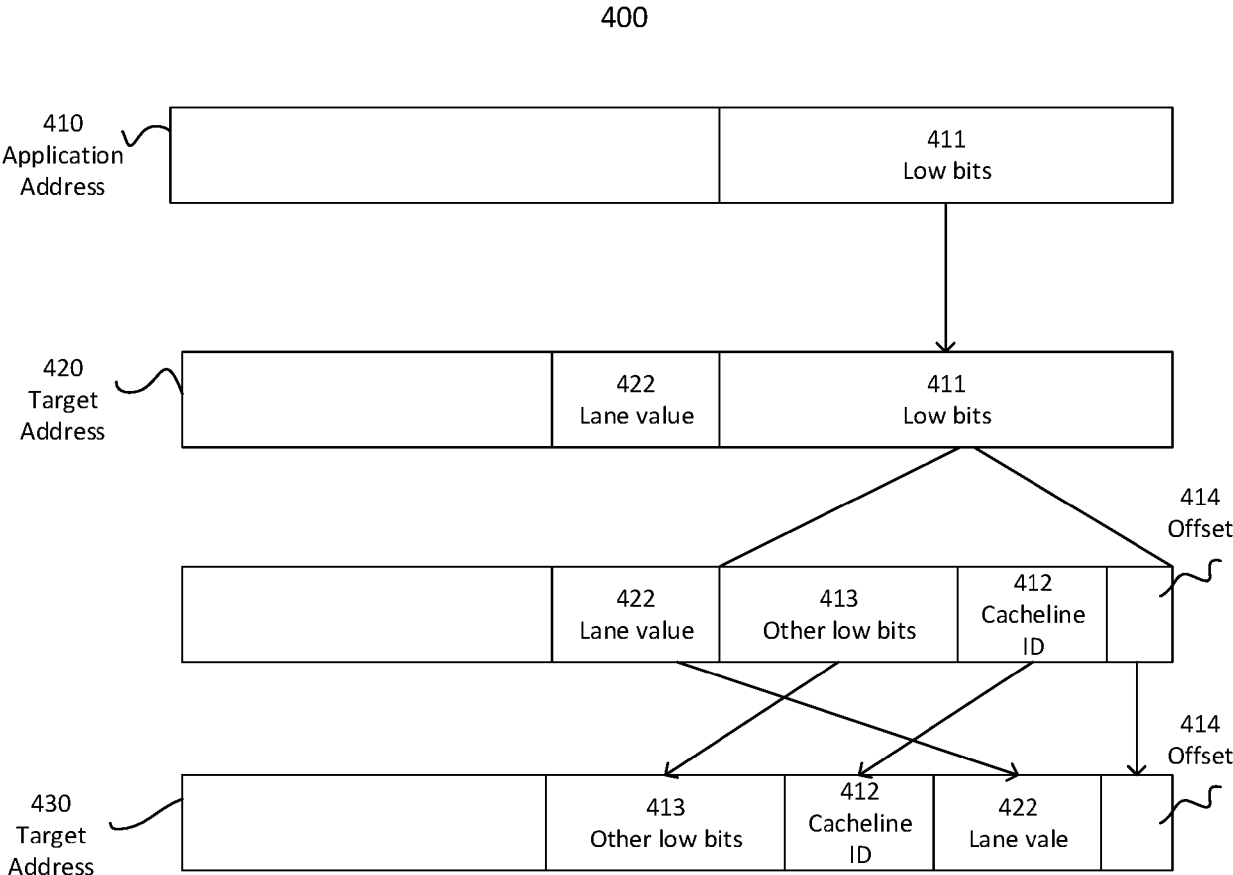 400
410
Application
Address
411
Low bits
420
Target
Address
422
Lane value
411
Low bits
414
Offset
422
Lane value
413
Other low bits
412
Cacheline
ID
414
Offset
430
Target
Address
413
Other low bits
412
Cacheline
ID
422
Lane vale